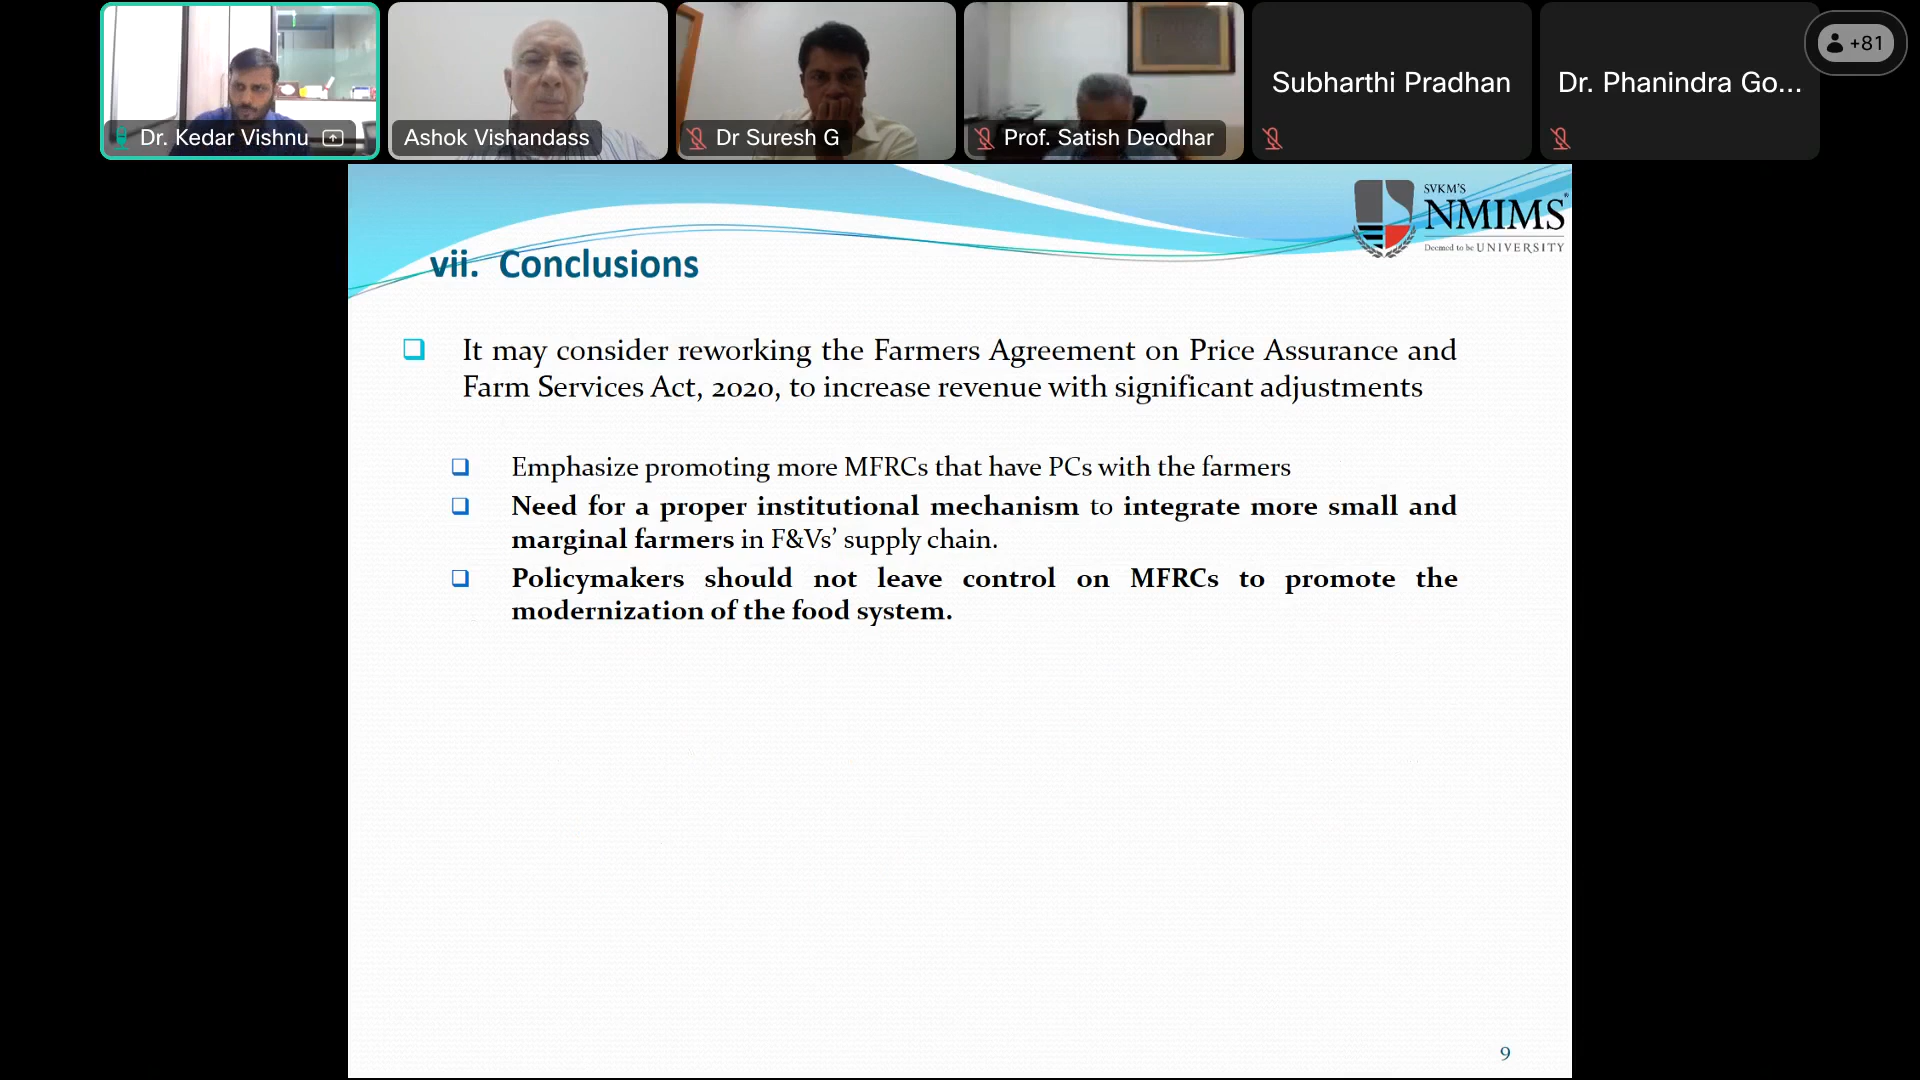 Dr. Kedar Vishnu
Ashok Vishandass
Dr Suresh G
Prof. Satish Deodhar
Subharthi Pradhan
Dr. Phanindra Go...
+81
SVKM'S
NMIMS
Deemed to be UNIVERSITY
vii. Conclusions
It may consider reworking the Farmers Agreement on Price Assurance and
Farm Services Act, 2020, to increase revenue with significant adjustments
Emphasize promoting more MFRCs that have PCs with the farmers
Need for a proper institutional mechanism to integrate more small and
marginal farmers in F&Vs’ supply chain.
Policymakers should not leave control on MFRCs to promote the
modernization of the food system.
9